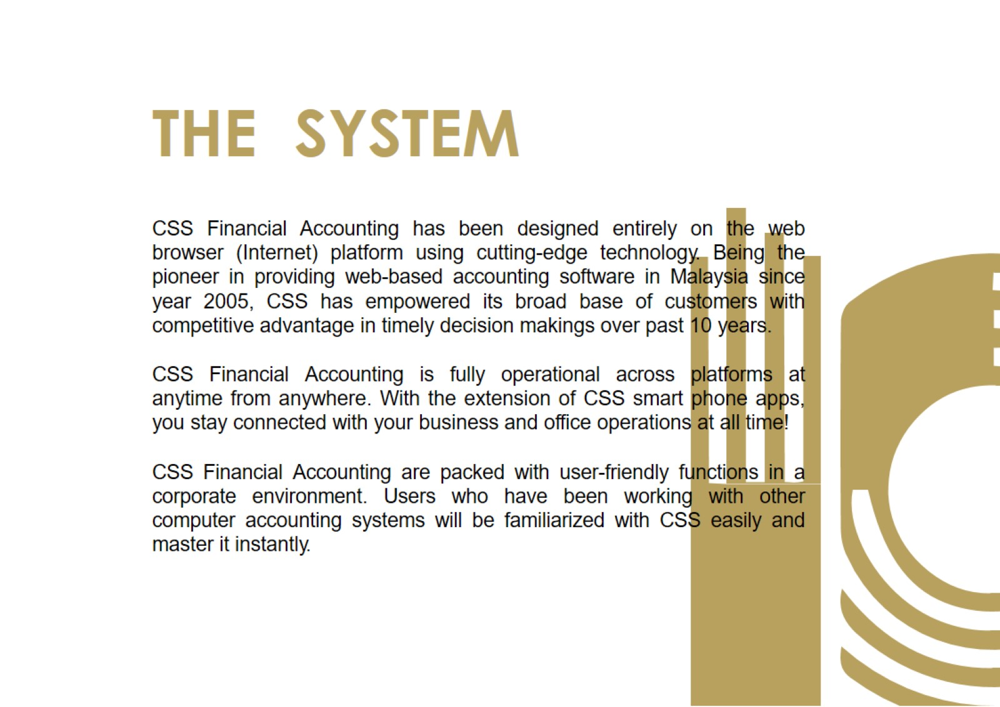 THE SYSTEM
CSS Financial Accounting has been designed entirely on the web
browser (Internet) platform using cutting-edge technology. Being the
pioneer in providing web-based accounting software in Malaysia since
year 2005, CSS has empowered its broad base of customers with
competitive advantage in timely decision makings over past 10 years.
CSS Financial Accounting is fully operational across platforms at
anytime from anywhere. With the extension of CSS smart phone apps,
you stay connected with your business and office operations at all time!
CSS Financial Accounting are packed with user-friendly functions in a
corporate environment. Users who have been working with other
computer accounting systems will be familiarized with CSS easily and
master it instantly.